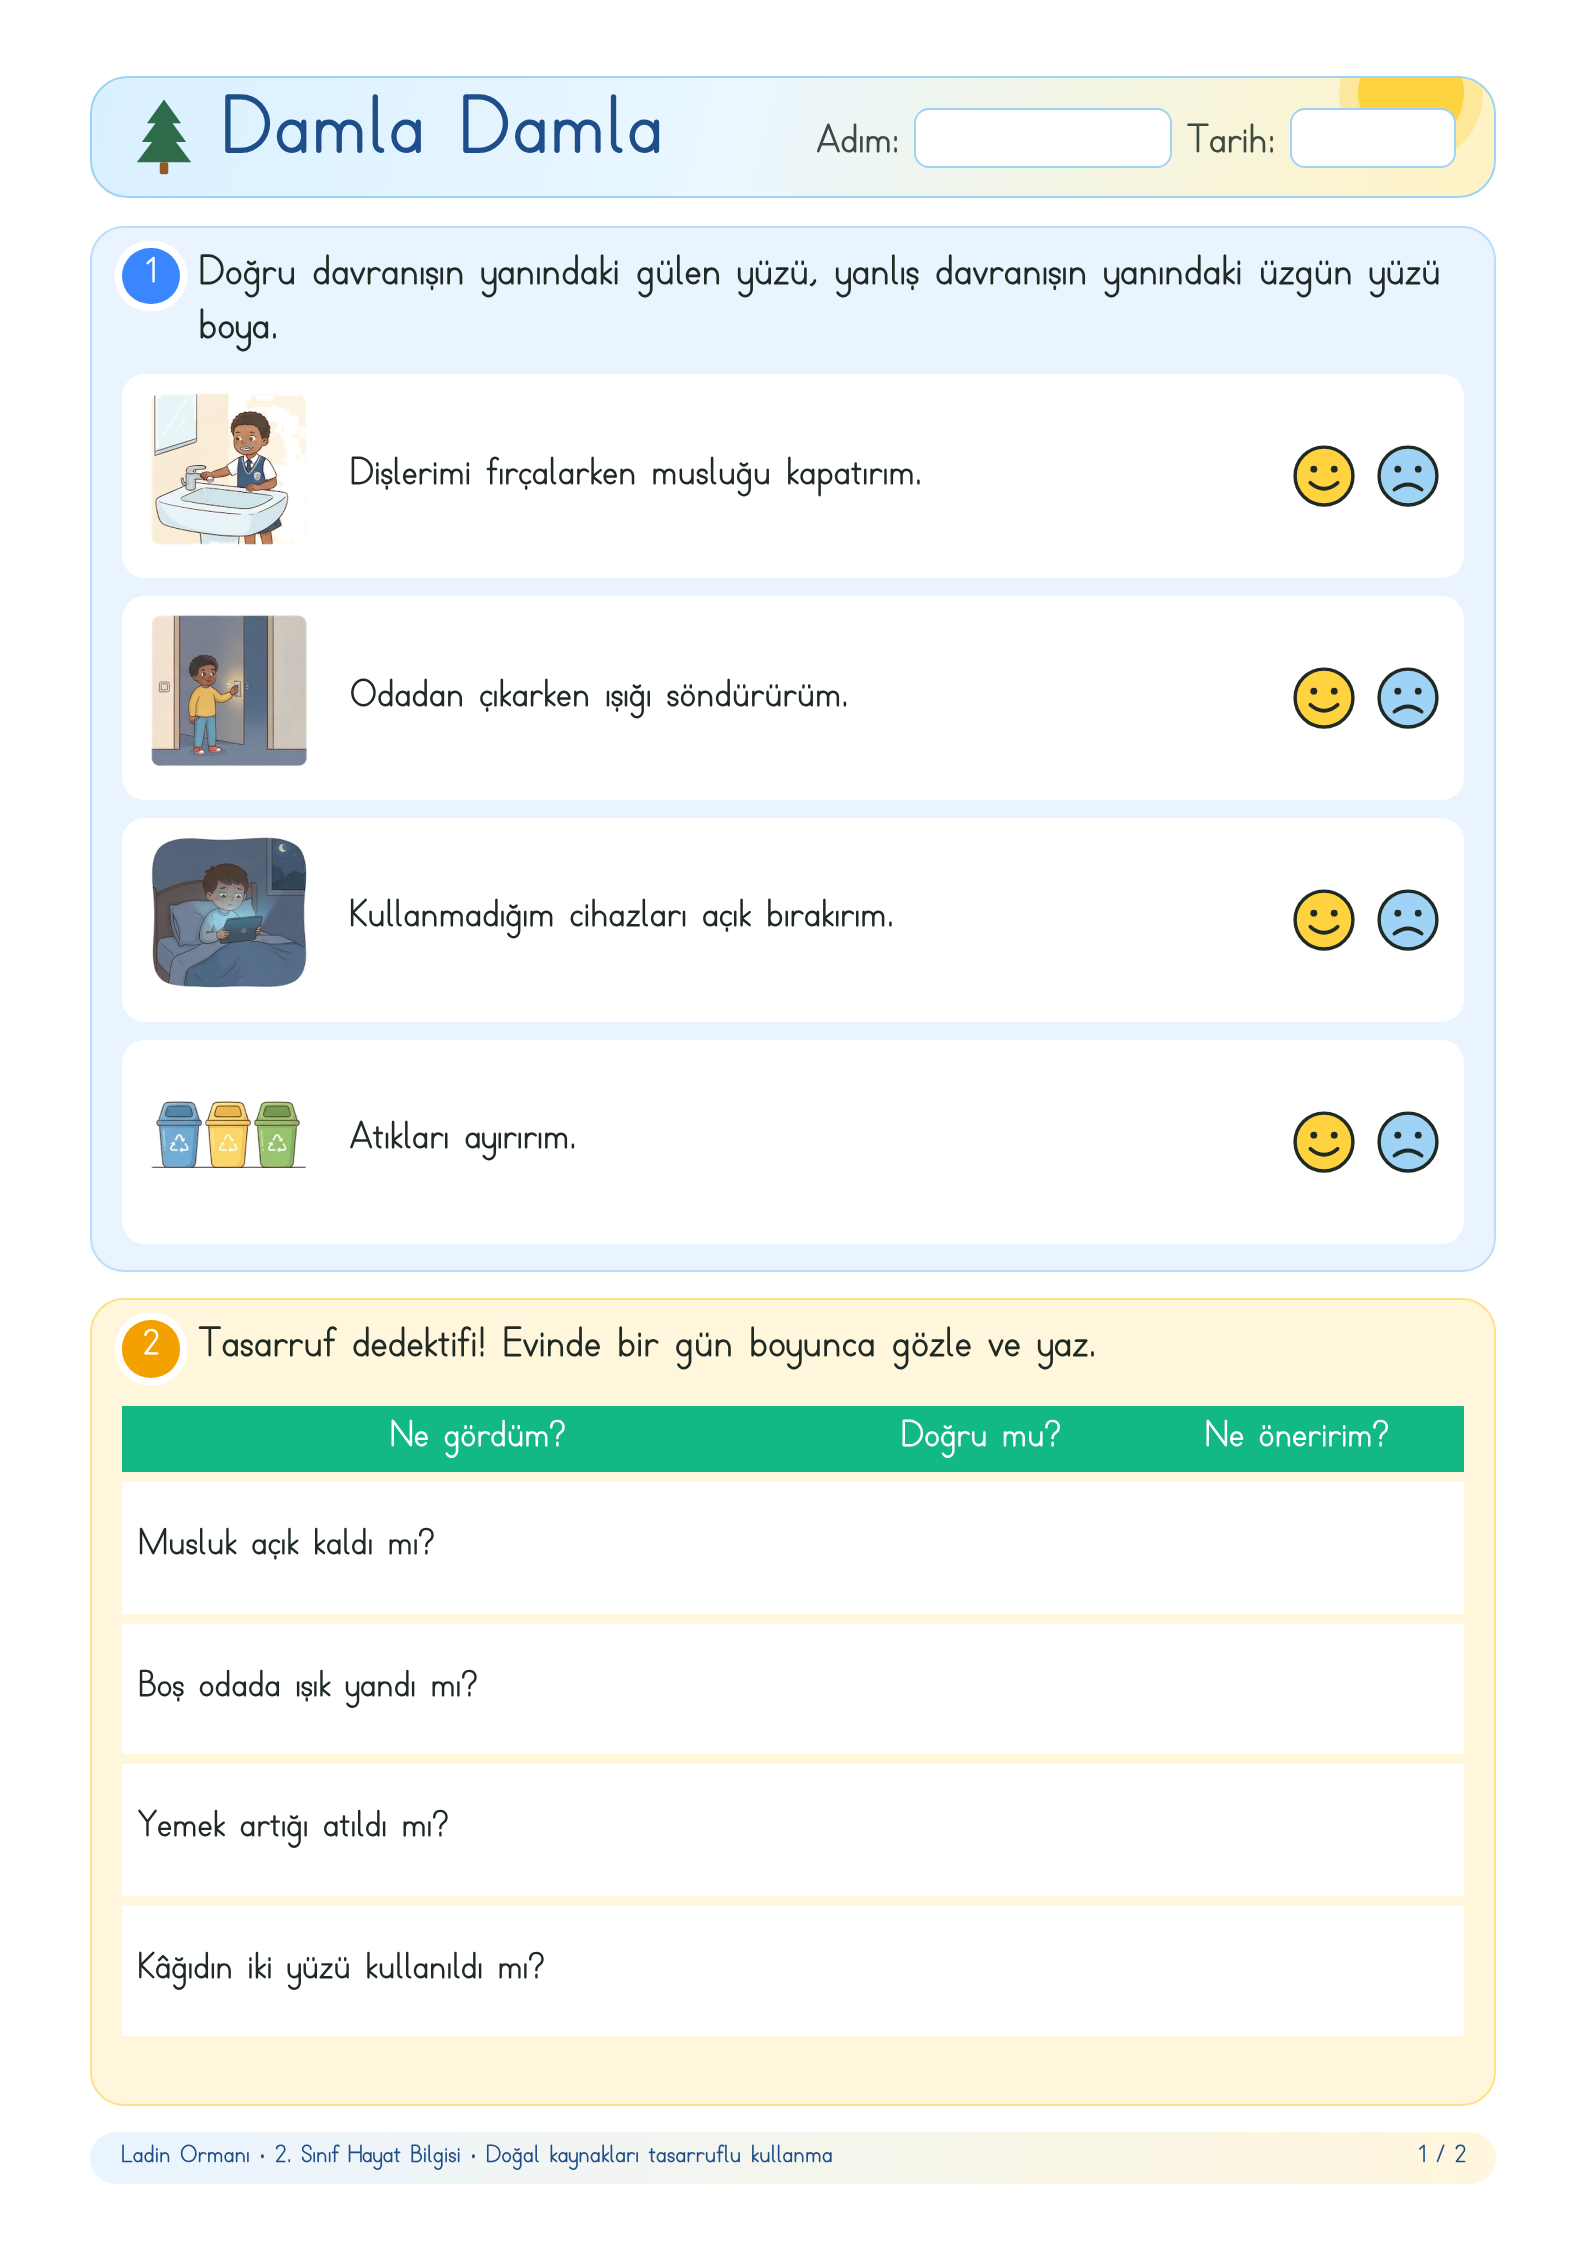 Damla Damla
Adım:
Tarih:
1
Doğru davranışın yanındaki gülen yüzü, yanlış davranışın yanındaki üzgün yüzü
boya.
Dişlerimi fırçalarken musluğu kapatırım.
Odadan çıkarken ışığı söndürürüm.
Kullanmadığım cihazları açık bırakırım.
Atıkları ayırırım.
2
Tasarruf dedektifi! Evinde bir gün boyunca gözle ve yaz.
Ne gördüm? Doğru mu? Ne öneririm?
Musluk açık kaldı mı?
Boş odada ışık yandı mı?
Yemek artığı atıldı mı?
Kâğıdın iki yüzü kullanıldı mı?
Ladin Ormanı • 2. Sınıf Hayat Bilgisi • Doğal kaynakları tasarruflu kullanma
1 / 2